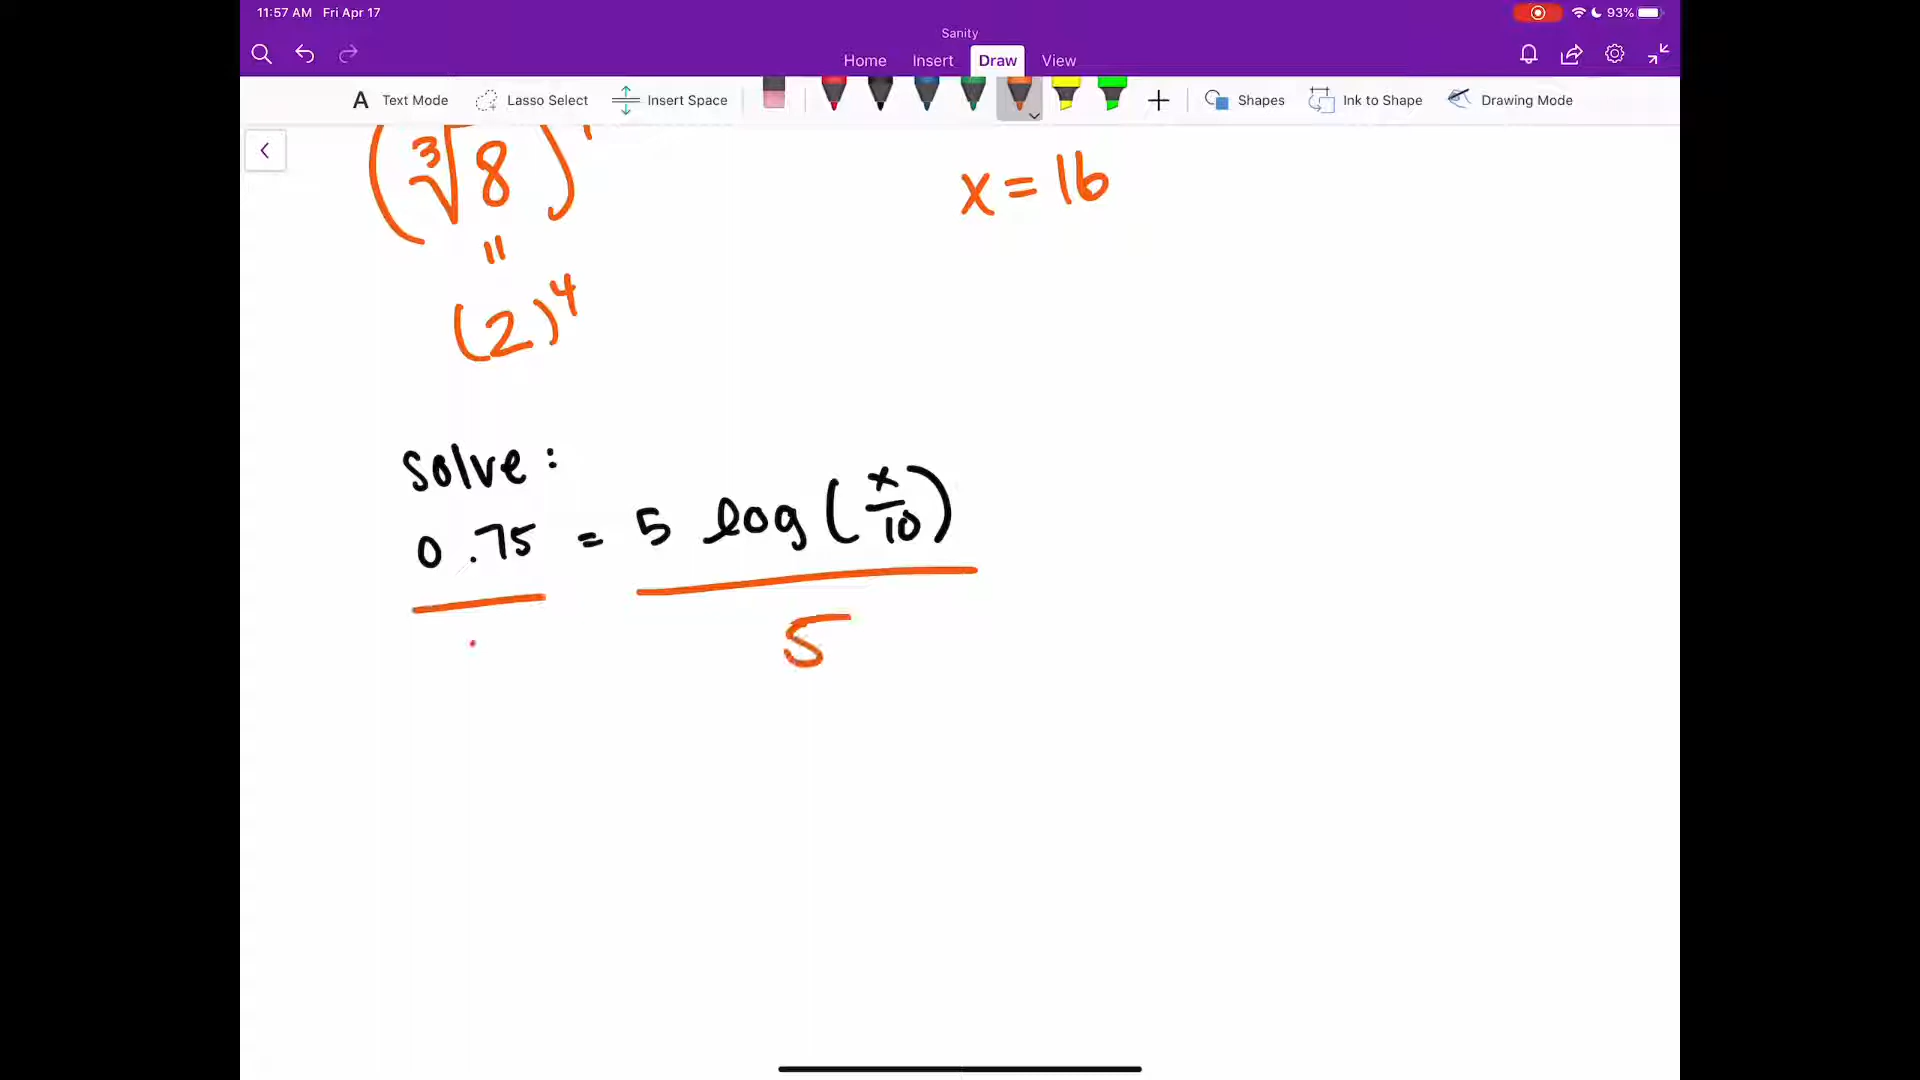 11:57 AM Fri Apr 17
93%
Sanity
Home Insert Draw View
A Text Mode Lasso Select Insert Space Shapes Ink to Shape Drawing Mode
(∛8)
x = 16
=
(2)⁴
solve:
0.75 = 5 log(x/10)
5